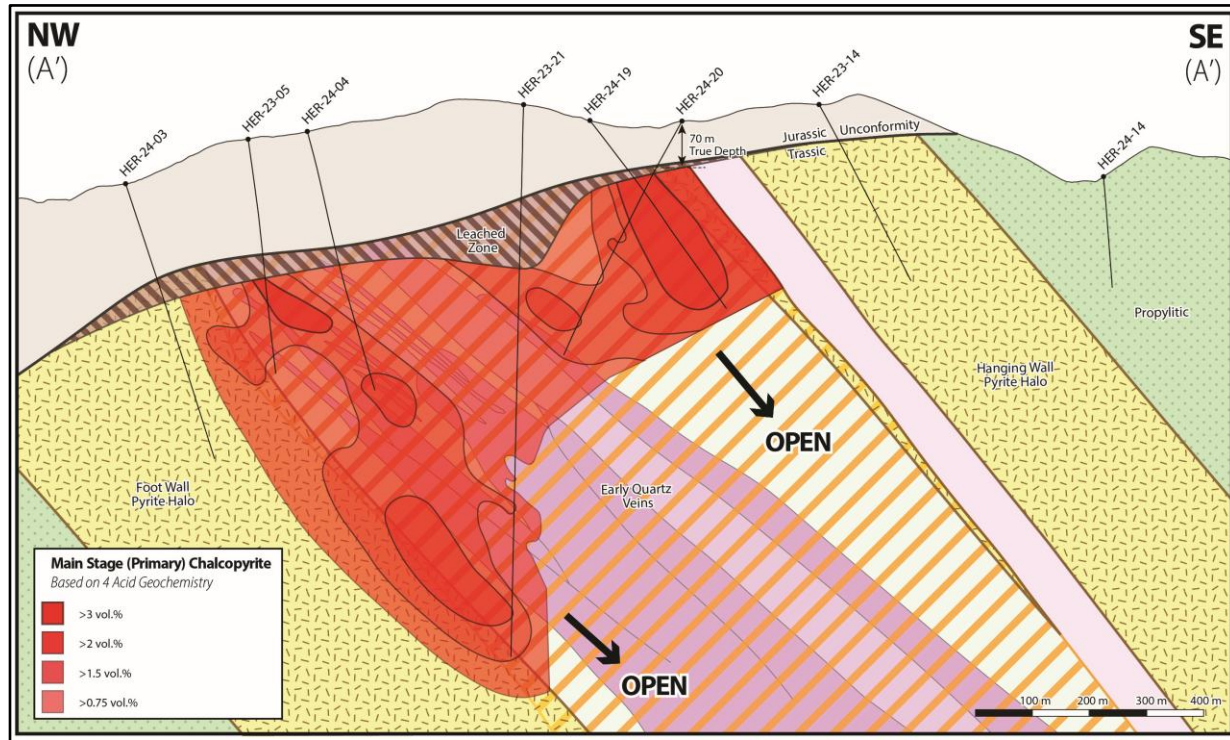 NW
(A’)
SE
(A’)
HER-24-03
HER-23-05
HER-24-04
HER-23-21
HER-24-19
HER-24-20
HER-23-14
HER-24-14
70 m
True Depth
Jurassic Unconformity
Trassic
Leached
Zone
Propylitic
Hanging Wall
Pyrite Halo
OPEN
Early Quartz
Veins
Foot Wall
Pyrite Halo
OPEN
Main Stage (Primary) Chalcopyrite
Based on 4 Acid Geochemistry
>3 vol.%
>2 vol.%
>1.5 vol.%
>0.75 vol.%
100 m 200 m 300 m 400 m